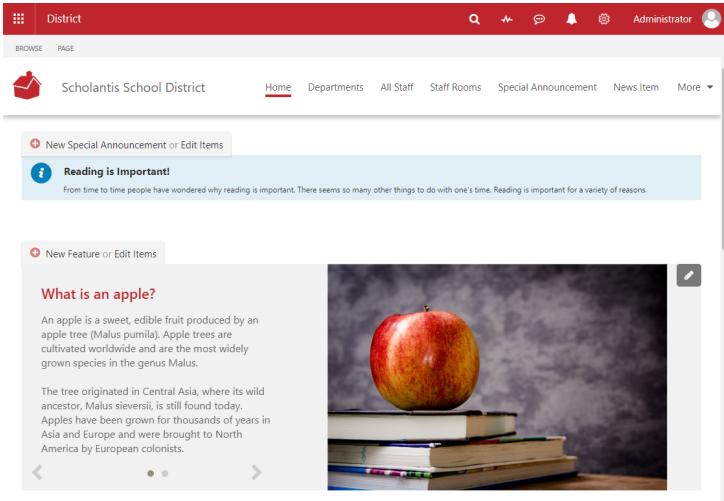 District
Administrator
BROWSE PAGE
Scholantis School District
Home Departments All Staff Staff Rooms Special Announcement News Item More
New Special Announcement or Edit Items
i
Reading is Important!
From time to time people have wondered why reading is important. There seems so many other things to do with one's time. Reading is important for a variety of reasons.
New Feature or Edit Items
What is an apple?
An apple is a sweet, edible fruit produced by an
apple tree (Malus pumila). Apple trees are
cultivated worldwide and are the most widely
grown species in the genus Malus.
The tree originated in Central Asia, where its wild
ancestor, Malus sieversii, is still found today.
Apples have been grown for thousands of years in
Asia and Europe and were brought to North
America by European colonists.